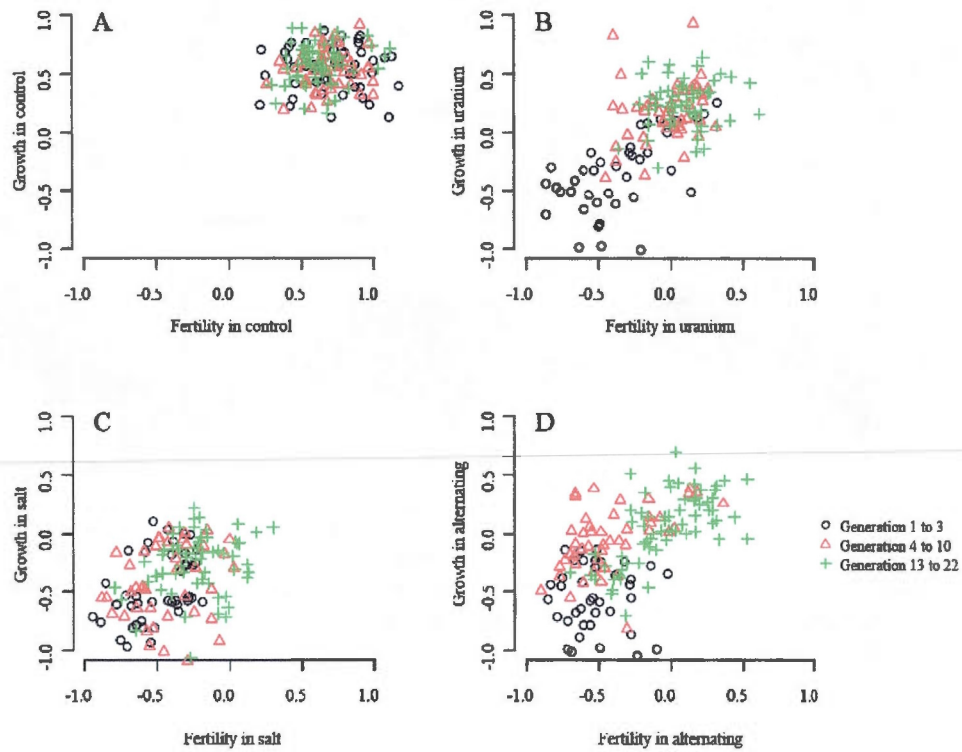 A
Growth in control
1.0
0.5
0.0
-0.5
-1.0
-1.0 -0.5 0.0 0.5 1.0
Fertility in control
B
Growth in uranium
1.0
0.5
0.0
-0.5
-1.0
-1.0 -0.5 0.0 0.5 1.0
Fertility in uranium
C
Growth in salt
1.0
0.5
0.0
-0.5
-1.0
-1.0 -0.5 0.0 0.5 1.0
Fertility in salt
D
Growth in alternating
1.0
0.5
0.0
-0.5
-1.0
-1.0 -0.5 0.0 0.5 1.0
Fertility in alternating
Generation 1 to 3
Generation 4 to 10
Generation 13 to 22